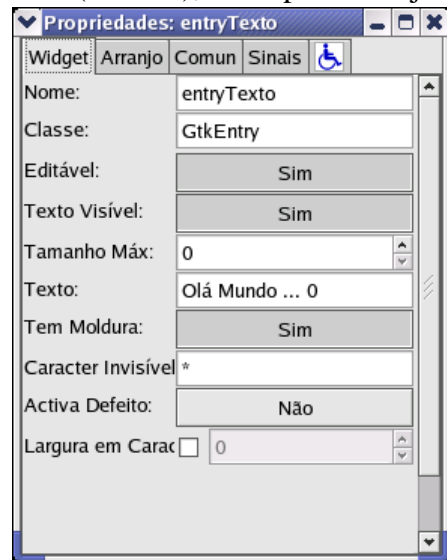 Propriedades: entryTexto
Widget Arranjo Comun Sinais
Nome: entryTexto
Classe: GtkEntry
Editável: Sim
Texto Visível: Sim
Tamanho Máx: 0
Texto: Olá Mundo ... 0
Tem Moldura: Sim
Caracter Invisível *
Activa Defeito: Não
Largura em Carac 0